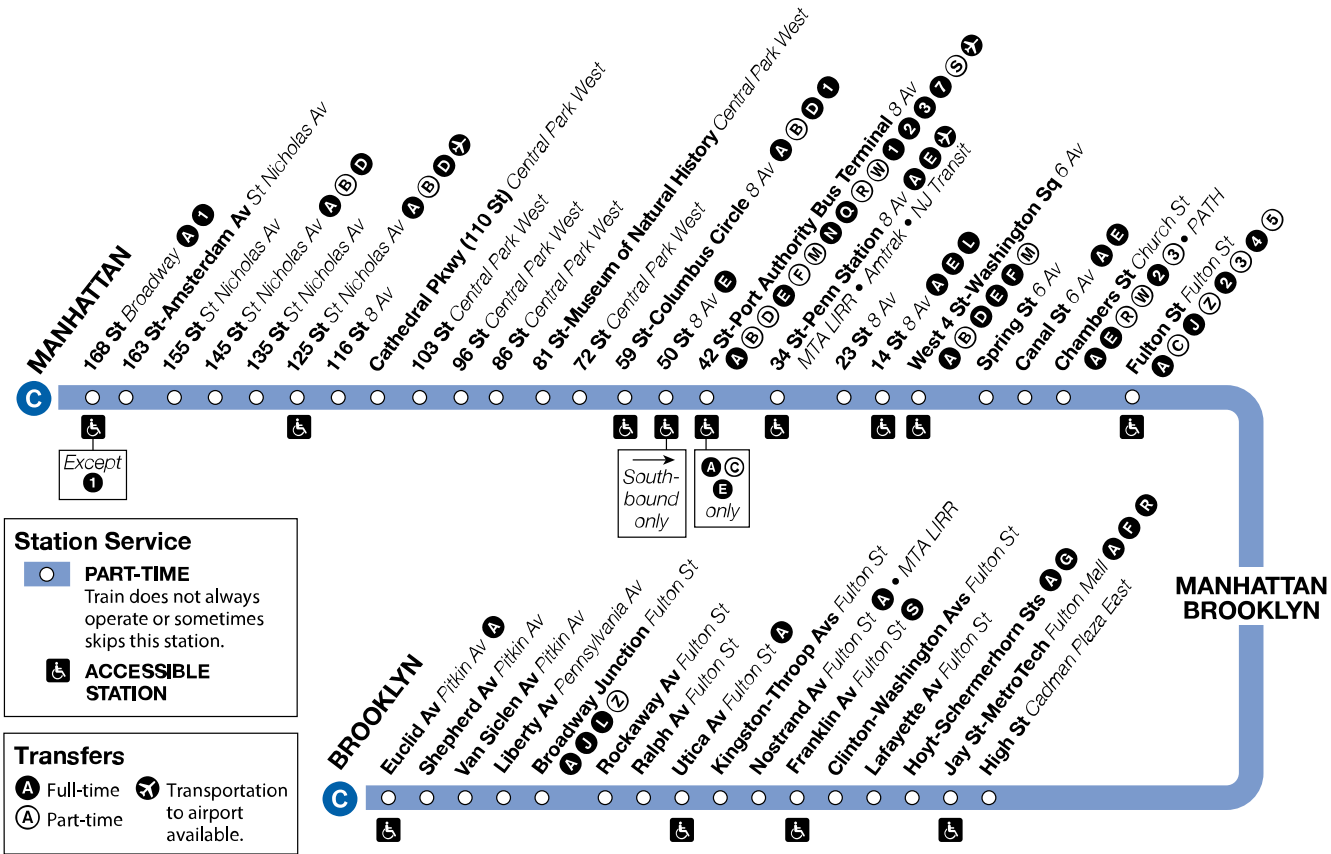 MANHATTAN
C
168 St Broadway A 1
163 St-Amsterdam Av St Nicholas Av
155 St St Nicholas Av
145 St St Nicholas Av A B D
135 St St Nicholas Av
125 St St Nicholas Av A B D
116 St 8 Av
Cathedral Pkwy (110 St) Central Park West
103 St Central Park West
96 St Central Park West
86 St Central Park West
81 St-Museum of Natural History Central Park West
72 St Central Park West
59 St-Columbus Circle 8 Av A B D 1
50 St 8 Av E
42 St-Port Authority Bus Terminal 8 Av
A B D E F M N Q R W 1 2 3 7 S
34 St-Penn Station 8 Av A E
MTA LIRR • Amtrak • NJ Transit
23 St 8 Av
14 St 8 Av A E L
West 4 St-Washington Sq 6 Av
A B D E F M
Spring St 6 Av
Canal St 6 Av A E
Chambers St Church St
A E R W 2 3 • PATH
Fulton St Fulton St
A C J Z 2 3 4 5
Except
1
South-
bound
only
A C
E
only
MANHATTAN
BROOKLYN
BROOKLYN
C
Euclid Av Pitkin Av A
Shepherd Av Pitkin Av
Van Siclen Av Pitkin Av
Liberty Av Pennsylvania Av
Broadway Junction Fulton St
A J L Z
Rockaway Av Fulton St
Ralph Av Fulton St
Utica Av Fulton St A
Kingston-Throop Avs Fulton St
Nostrand Av Fulton St A • MTA LIRR
Franklin Av Fulton St S
Clinton-Washington Avs Fulton St
Lafayette Av Fulton St
Hoyt-Schermerhorn Sts A G
Jay St-MetroTech Fulton Mall A F R
High St Cadman Plaza East
Station Service
PART-TIME
Train does not always
operate or sometimes
skips this station.
ACCESSIBLE
STATION
Transfers
A Full-time
A Part-time
Transportation
to airport
available.